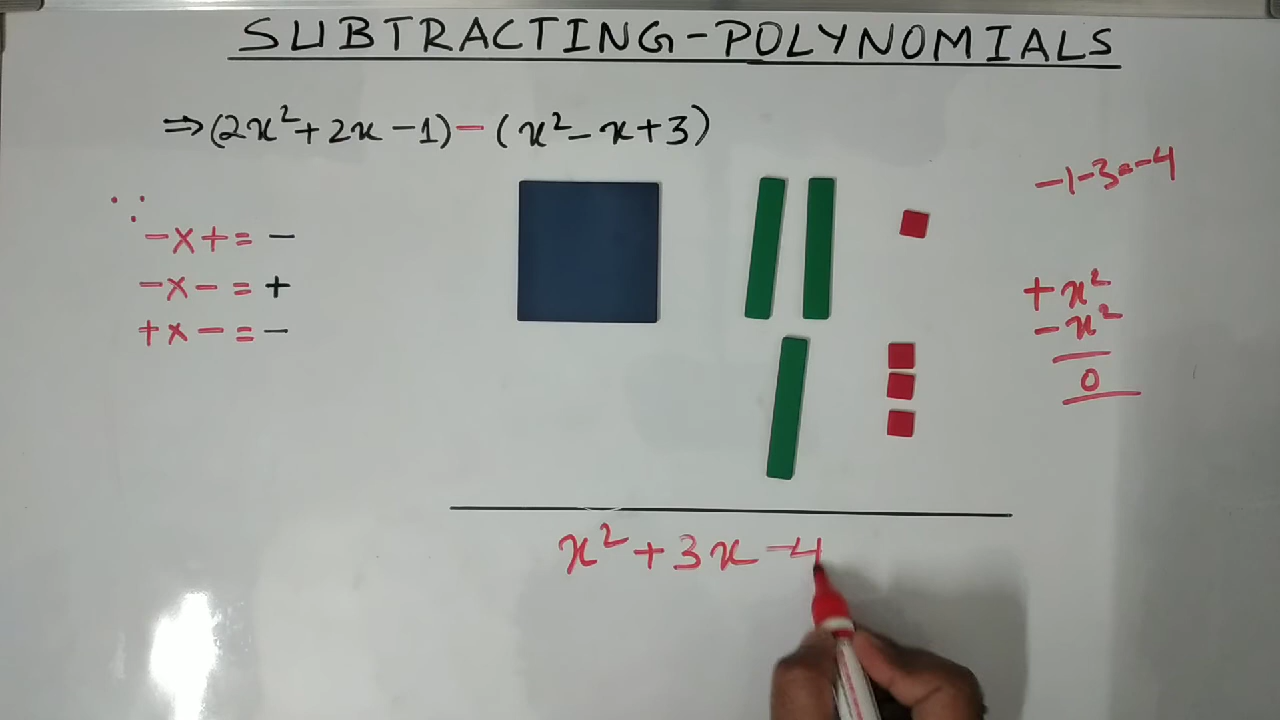 SUBTRACTING-POLYNOMIALS
⇒(2x²+2x-1)-(x²-x+3)
-1-3=-4
∵
-x+= -
-x-=+
+x-=-
+x²
-x²
0
x²+3x-4